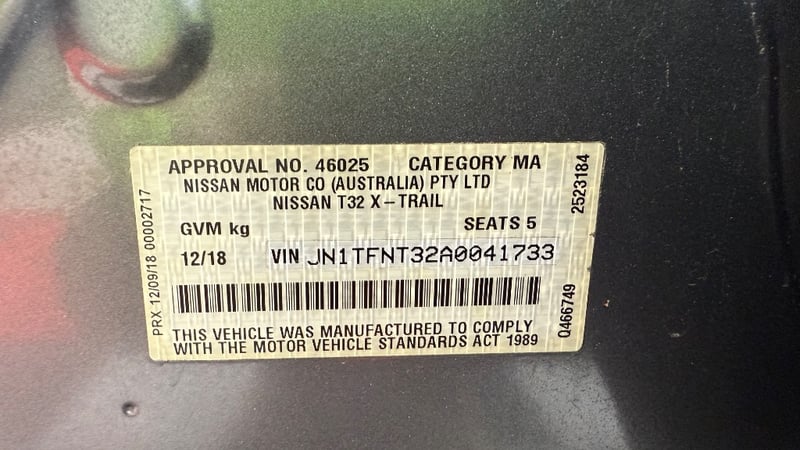 APPROVAL NO. 46025 CATEGORY MA
NISSAN MOTOR CO (AUSTRALIA) PTY LTD
NISSAN T32 X-TRAIL
GVM kg SEATS 5
12/18 VIN JN1TFNT32A0041733
THIS VEHICLE WAS MANUFACTURED TO COMPLY
WITH THE MOTOR VEHICLE STANDARDS ACT 1989
PRX 12/09/18 00002717
2523184
Q466749